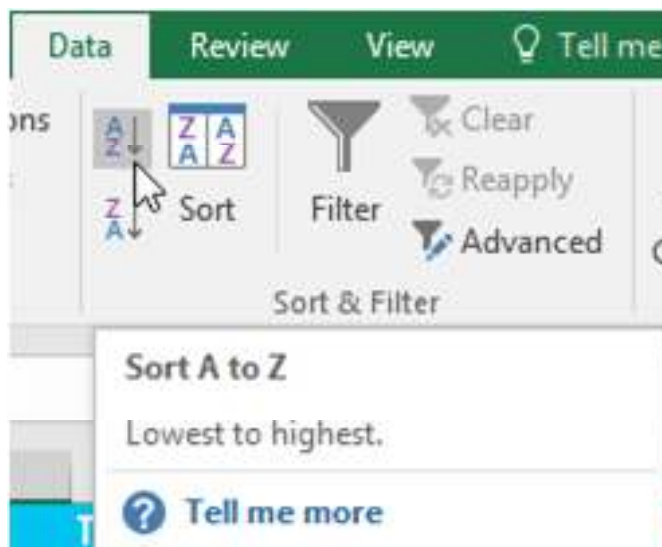 Data Review View Tell me
ons
Clear
Reapply
Sort Filter
Advanced
Sort & Filter
Sort A to Z
Lowest to highest.
Tell me more
T